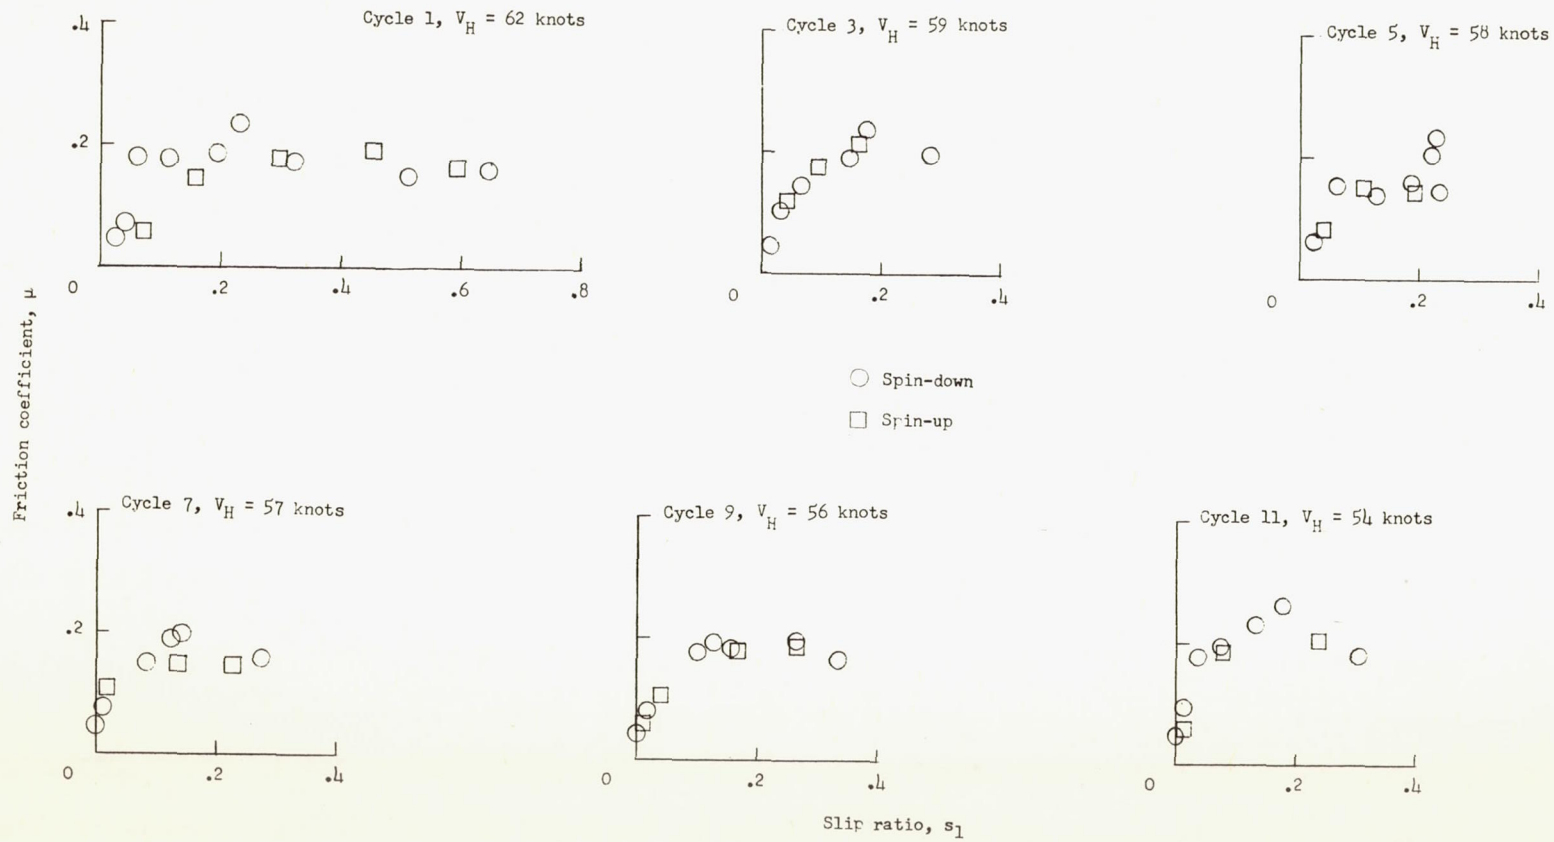 Cycle 1, V_H = 62 knots
.4
.2
0
.2
.4
.6
.8
Cycle 3, V_H = 59 knots
0
.2
.4
Cycle 5, V_H = 58 knots
0
.2
.4
Friction coefficient, μ
Spin-down
Spin-up
Cycle 7, V_H = 57 knots
.4
.2
0
.2
.4
Cycle 9, V_H = 56 knots
0
.2
.4
Cycle 11, V_H = 54 knots
0
.2
.4
Slip ratio, s₁